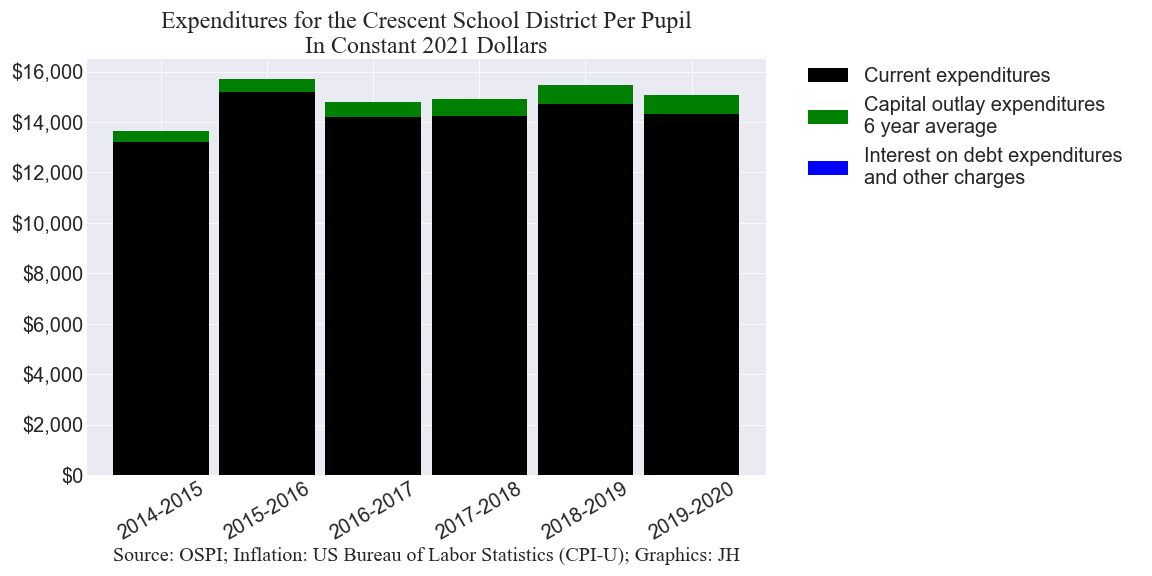 Expenditures for the Crescent School District Per Pupil
In Constant 2021 Dollars
$16,000
$14,000
$12,000
$10,000
$8,000
$6,000
$4,000
$2,000
$0
2014-2015
2015-2016
2016-2017
2017-2018
2018-2019
2019-2020
Source: OSPI; Inflation: US Bureau of Labor Statistics (CPI-U); Graphics: JH
Current expenditures
Capital outlay expenditures
6 year average
Interest on debt expenditures
and other charges